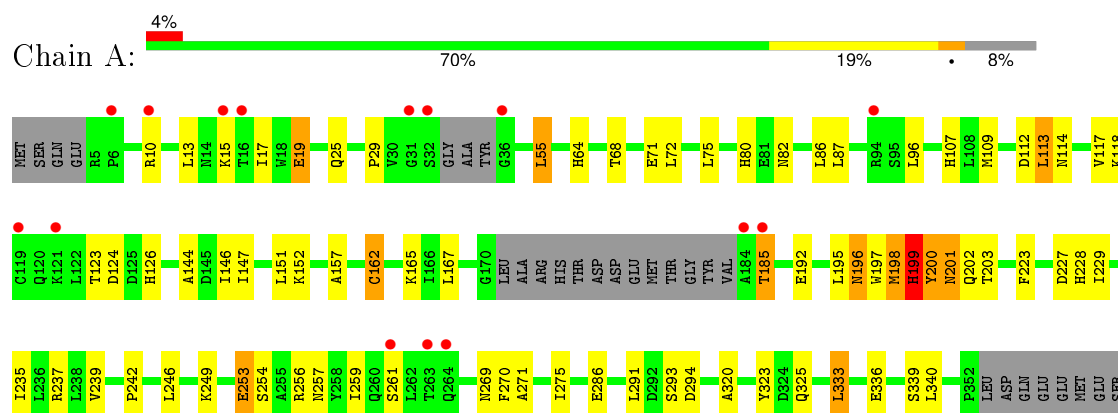 4%
Chain A:
70% 19% • 8%
MET SER GLN GLU R5 P6 R10 L13 N14 K15 T16 I17 W18 E19 Q25 P29 V30 G31 S32 GLY ALA TYR G36 L55 H64 T68 E71 L72 L75 H80 E81 N82 L86 L87 R94 S95 L96 H107 L108 M109 D112 L113 N114 V117 K118
C119 Q120 K121 L122 T123 D124 D125 H126 A144 D145 I146 I147 L151 K152 A157 C162 K165 I166 L167 G170 LEU ALA ARG HIS THR ASP ASP GLU MET THR GLY TYR VAL A184 T185 E192 L195 N196 W197 M198 H199 Y200 N201 Q202 T203 F223 D227 H228 I229
I235 L236 R237 L238 V239 P242 L246 K249 E253 S254 A255 R256 N257 Y258 I259 Q260 S261 L262 T263 Q264 N269 F270 A271 I275 E286 L291 D292 S293 D294 A320 Y323 D324 Q325 L333 E336 S339 L340 P352 LEU ASP GLN GLU GLU GLU MET GLU